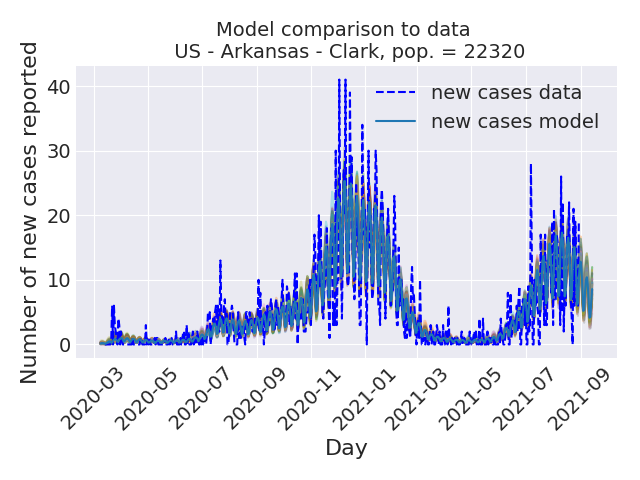 Model comparison to data
US - Arkansas - Clark, pop. = 22320
Number of new cases reported
40
30
20
10
0
new cases data
new cases model
2020-03
2020-05
2020-07
2020-09
2020-11
2021-01
2021-03
2021-05
2021-07
2021-09
Day